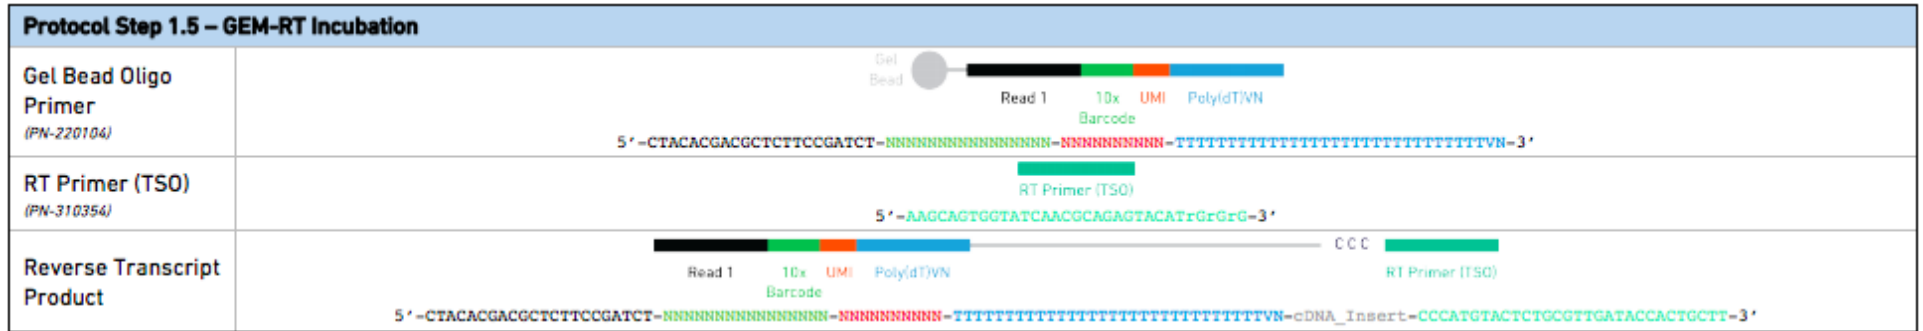 Protocol Step 1.5 – GEM-RT Incubation
Gel Bead Oligo
Primer
(PN-220104)
Gel
Bead
Read 1
10x
Barcode
UMI
Poly(dT)VN
5’-CTACACGACGCTCTTCCGATCT-NNNNNNNNNNNNNNNN-NNNNNNNNNN-TTTTTTTTTTTTTTTTTTTTTTTTTTTTTTVN-3’
RT Primer (TSO)
(PN-310354)
RT Primer (TSO)
5’-AAGCAGTGGTATCAACGCAGAGTACATrGrGrG-3’
Reverse Transcript
Product
CCC
Read 1
10x
Barcode
UMI
Poly(dT)VN
RT Primer (TSO)
5’-CTACACGACGCTCTTCCGATCT-NNNNNNNNNNNNNNNN-NNNNNNNNNN-TTTTTTTTTTTTTTTTTTTTTTTTTTTTTTVN-cDNA_Insert-CCCATGTACTCTGCGTTGATACCACTGCTT-3’